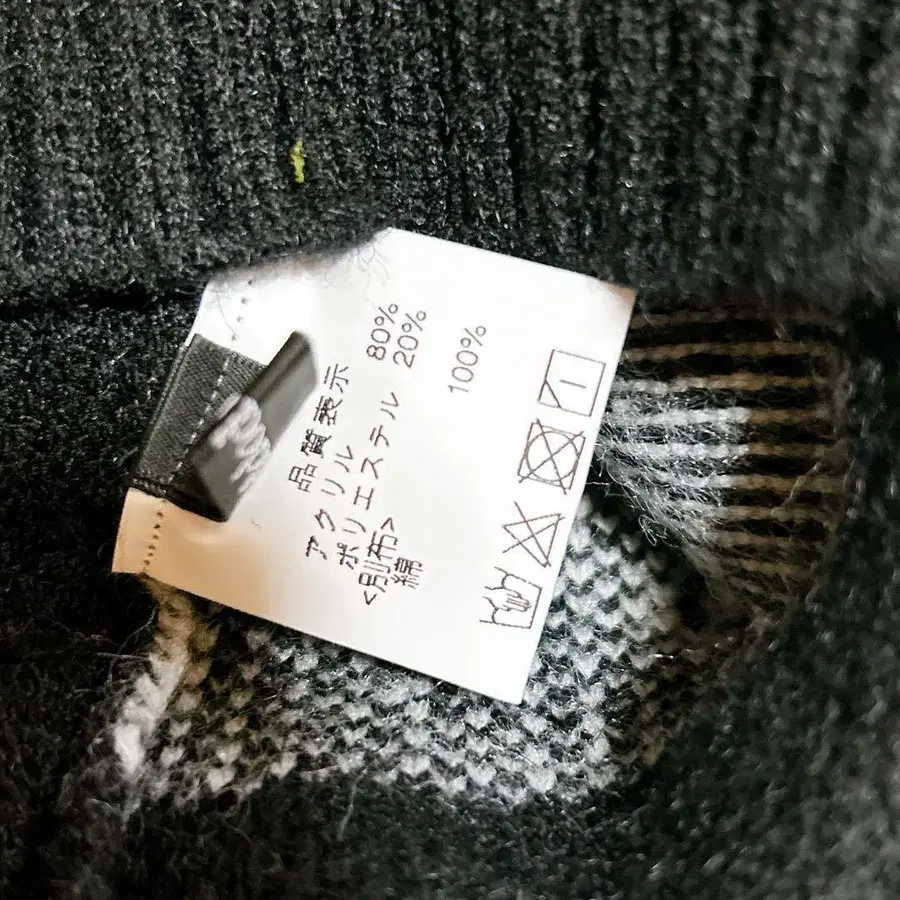 品質表示
アクリル 80%
ポリエステル 20%
<別布>
綿 100%